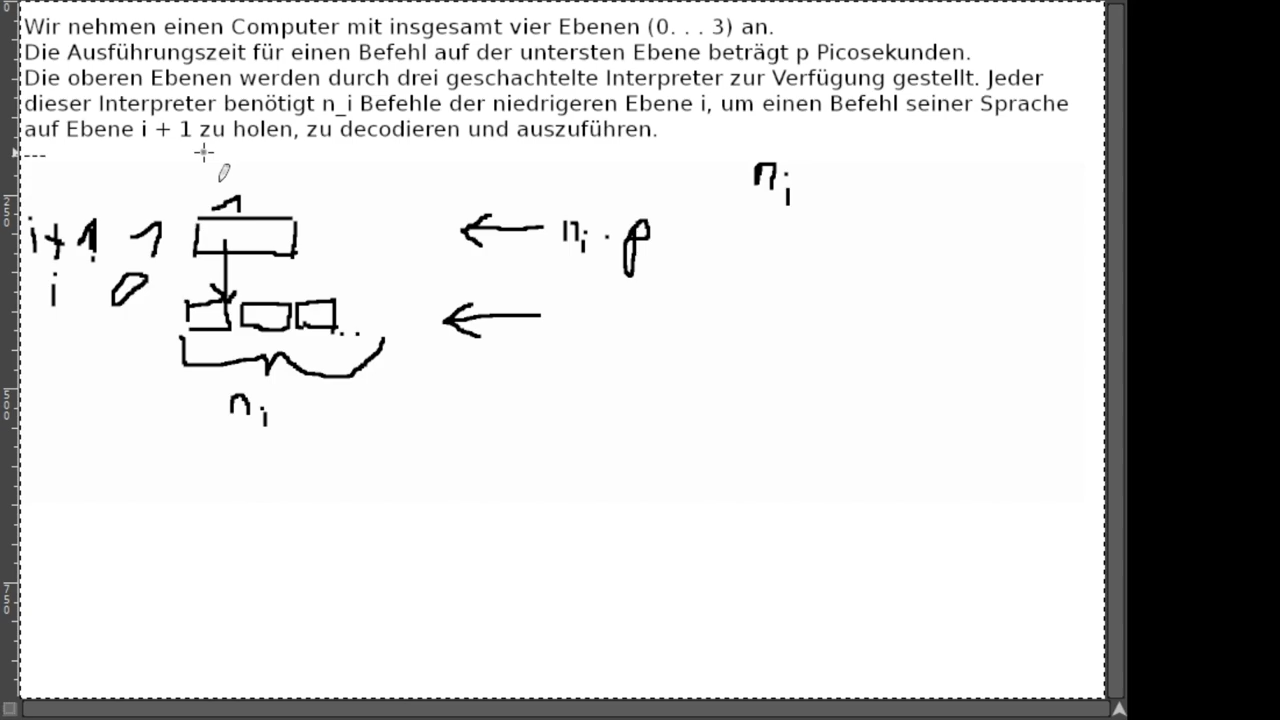 Wir nehmen einen Computer mit insgesamt vier Ebenen (0. . . 3) an.
Die Ausführungszeit für einen Befehl auf der untersten Ebene beträgt p Picosekunden.
Die oberen Ebenen werden durch drei geschachtelte Interpreter zur Verfügung gestellt. Jeder
dieser Interpreter benötigt n_i Befehle der niedrigeren Ebene i, um einen Befehl seiner Sprache
auf Ebene i + 1 zu holen, zu decodieren und auszuführen.
---
n i
1
i+1 1 ← n i · p
i 0 ←
..
n i
0
250
500
750